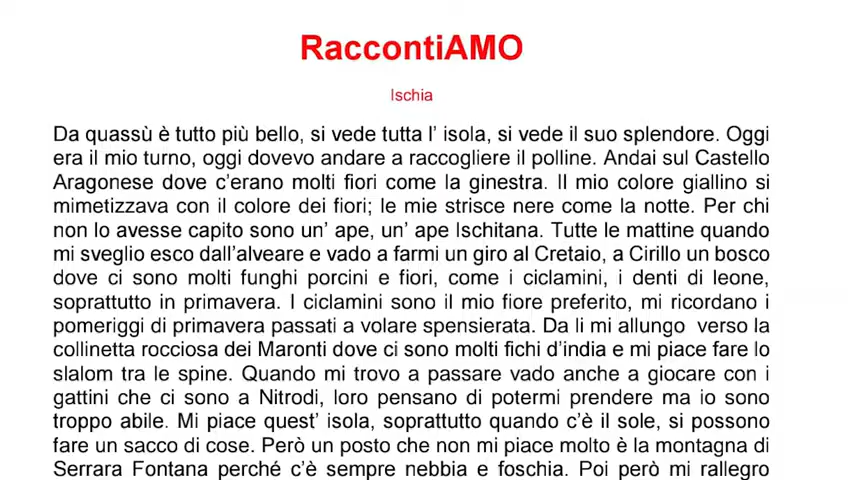 RaccontiAMO
Ischia
Da quassù è tutto più bello, si vede tutta l' isola, si vede il suo splendore. Oggi
era il mio turno, oggi dovevo andare a raccogliere il polline. Andai sul Castello
Aragonese dove c'erano molti fiori come la ginestra. Il mio colore giallino si
mimetizzava con il colore dei fiori; le mie strisce nere come la notte. Per chi
non lo avesse capito sono un' ape, un' ape Ischitana. Tutte le mattine quando
mi sveglio esco dall'alveare e vado a farmi un giro al Cretaio, a Cirillo un bosco
dove ci sono molti funghi porcini e fiori, come i ciclamini, i denti di leone,
soprattutto in primavera. I ciclamini sono il mio fiore preferito, mi ricordano i
pomeriggi di primavera passati a volare spensierata. Da li mi allungo verso la
collinetta rocciosa dei Maronti dove ci sono molti fichi d'india e mi piace fare lo
slalom tra le spine. Quando mi trovo a passare vado anche a giocare con i
gattini che ci sono a Nitrodi, loro pensano di potermi prendere ma io sono
troppo abile. Mi piace quest' isola, soprattutto quando c'è il sole, si possono
fare un sacco di cose. Però un posto che non mi piace molto è la montagna di
Serrara Fontana perché c'è sempre nebbia e foschia. Poi però mi rallegro